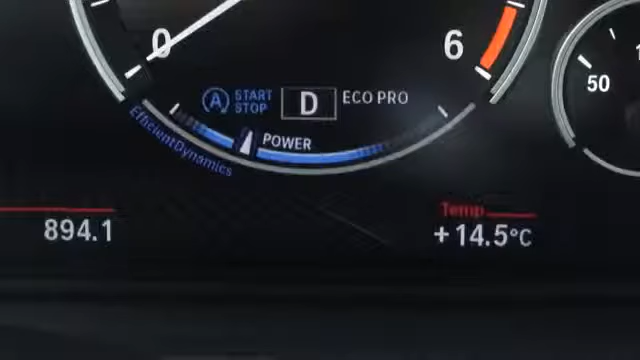 0
6
50
START
STOP
D
ECO PRO
POWER
EfficientDynamics
894.1
Temp
+14.5°C